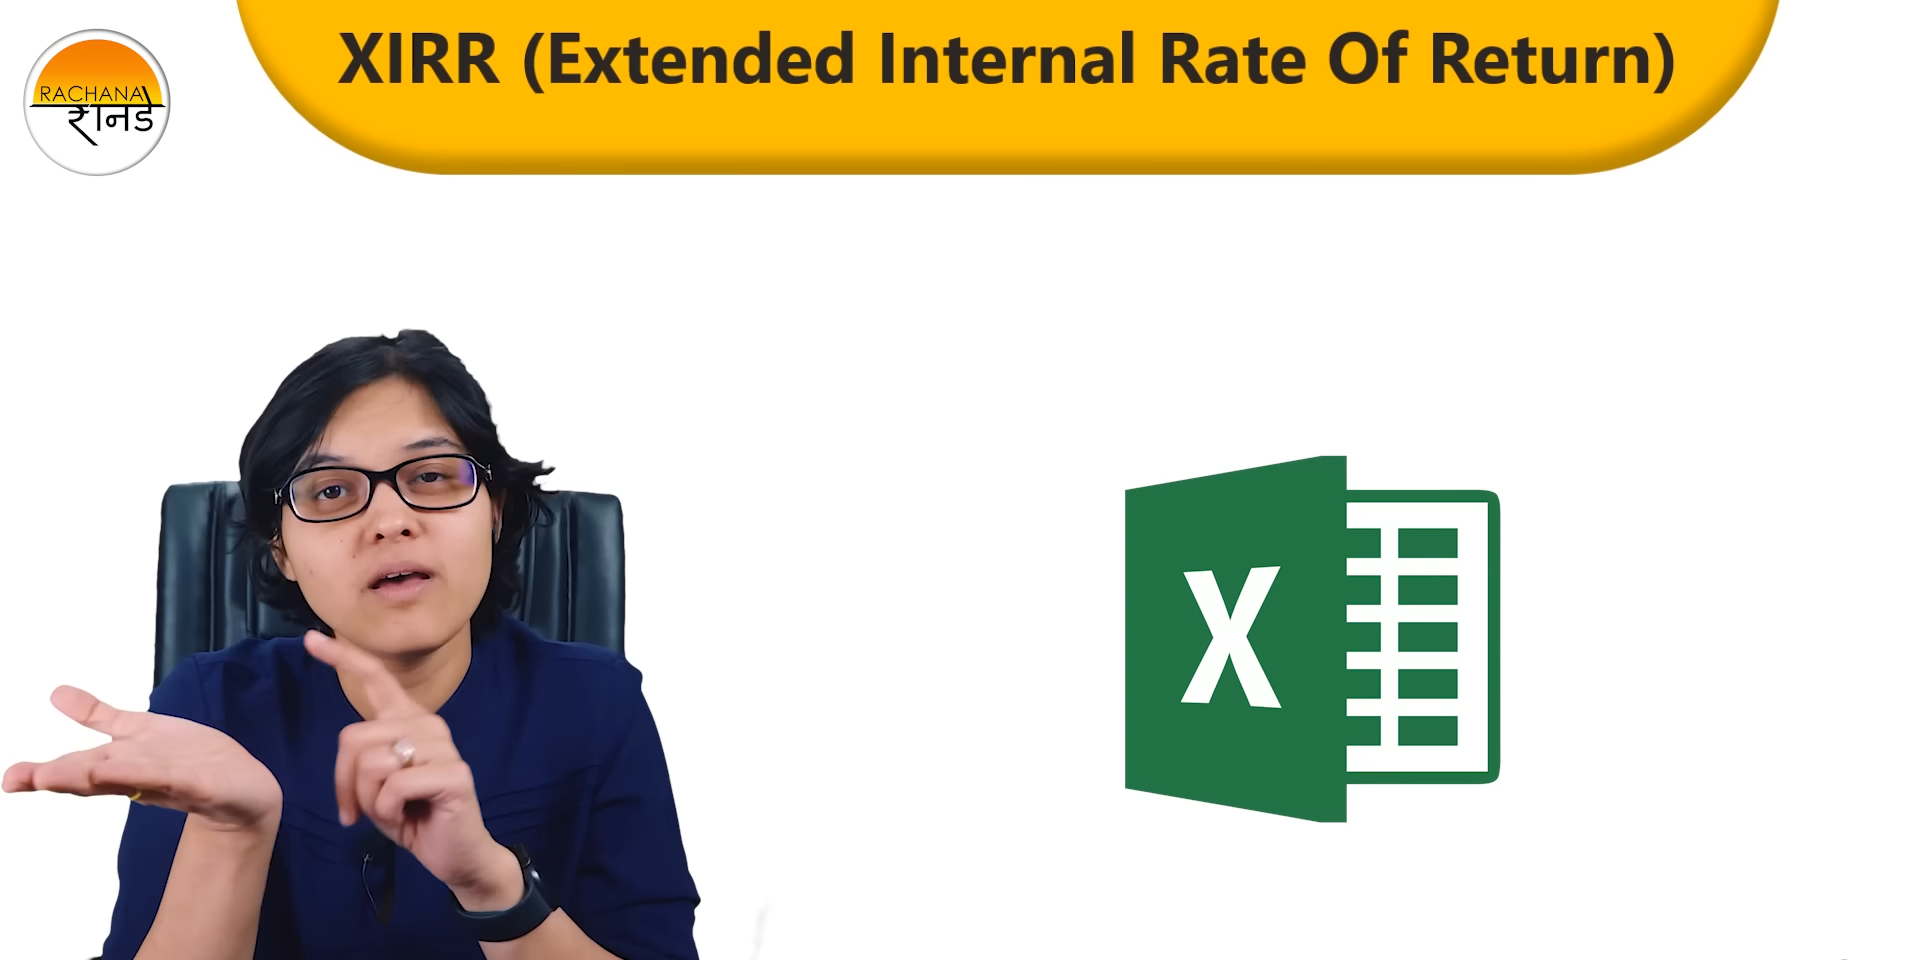 XIRR (Extended Internal Rate Of Return)
RACHANA
रानडे
X